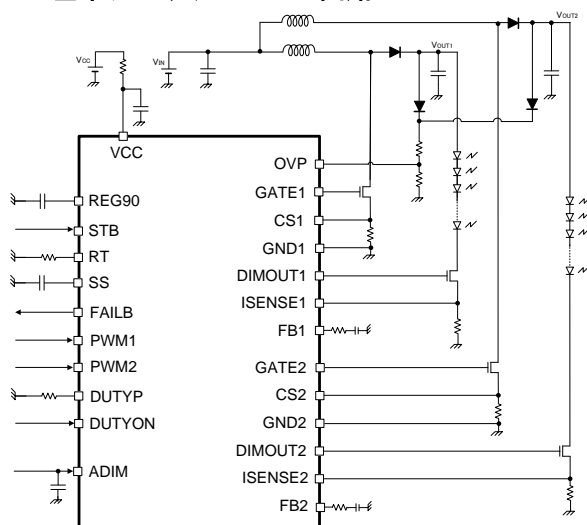 VOUT2
VCC
VIN
VOUT1
VCC
OVP
GATE1
CS1
GND1
DIMOUT1
ISENSE1
FB1
GATE2
CS2
GND2
DIMOUT2
ISENSE2
FB2
REG90
STB
RT
SS
FAILB
PWM1
PWM2
DUTYP
DUTYON
ADIM